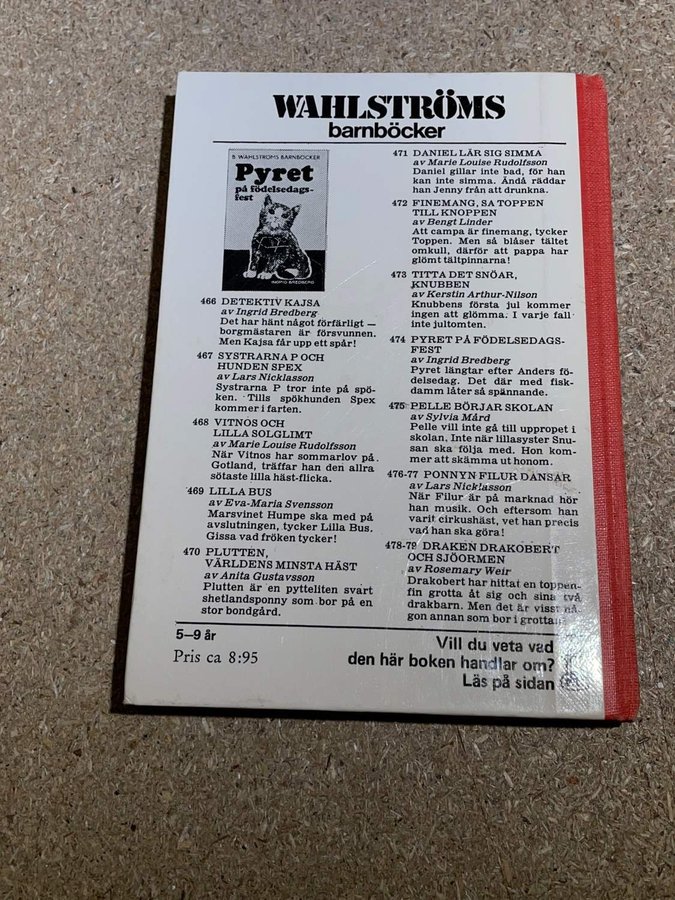 WAHLSTRÖMS
barnböcker
B. WAHLSTRÖMS BARNBÖCKER
Pyret
på födelsedags-
fest
INGRID BREDBERG
466 DETEKTIV KAJSA
av Ingrid Bredberg
Det har hänt något förfärligt —
borgmästaren är försvunnen.
Men Kajsa får upp ett spår!
467 SYSTRARNA P OCH
HUNDEN SPEX
av Lars Nicklasson
Systrarna P tror inte på spö-
ken. Tills spökhunden Spex
kommer i farten.
468 VITNOS OCH
LILLA SOLGLIMT
av Marie Louise Rudolfsson
När Vitnos har sommarlov på
Gotland, träffar han den allra
sötaste lilla häst-flicka.
469 LILLA BUS
av Eva-Maria Svensson
Marsvinet Humpe ska med på
avslutningen, tycker Lilla Bus.
Gissa vad fröken tycker!
470 PLUTTEN,
VÄRLDENS MINSTA HÄST
av Anita Gustavsson
Plutten är en pytteliten svart
shetlandsponny som bor på en
stor bondgård.
471 DANIEL LÄR SIG SIMMA
av Marie Louise Rudolfsson
Daniel gillar inte bad, för han
kan inte simma. Ändå räddar
han Jenny från att drunkna.
472 FINEMANG, SA TOPPEN
TILL KNOPPEN
av Bengt Linder
Att campa är finemang, tycker
Toppen. Men så blåser tältet
omkull, därför att pappa har
glömt tältpinnarna!
473 TITTA DET SNÖAR,
KNUBBEN
av Kerstin Arthur-Nilson
Knubbens första jul kommer
ingen att glömma. I varje fall
inte jultomten.
474 PYRET PÅ FÖDELSEDAGS-
FEST
av Ingrid Bredberg
Pyret längtar efter Anders fö-
delsedag. Det där med fisk-
damm låter så spännande.
475 PELLE BÖRJAR SKOLAN
av Sylvia Mård
Pelle vill inte gå till uppropet i
skolan, Inte när lillasyster Snu-
san ska följa med. Hon kom-
mer att skämma ut honom.
476-77 PONNYN FILUR DANSAR
av Lars Nicklasson
När Filur är på marknad hör
han musik. Och eftersom han
varit cirkushäst, vet han precis
vad han ska göra!
478-79 DRAKEN DRAKOBERT
OCH SJÖORMEN
av Rosemary Weir
Drakobert har hittat en toppen-
fin grotta åt sig och sina två
drakbarn. Men det är visst nå-
gon annan som bor i grottan!
5—9 år
Pris ca 8:95
Vill du veta vad
den här boken handlar om?
Läs på sidan